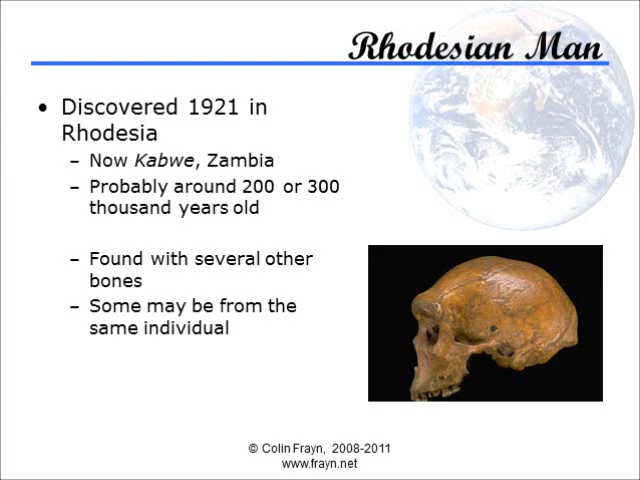 Rhodesian Man
• Discovered 1921 in
Rhodesia
– Now Kabwe, Zambia
– Probably around 200 or 300
thousand years old
– Found with several other
bones
– Some may be from the
same individual
© Colin Frayn, 2008-2011
www.frayn.net